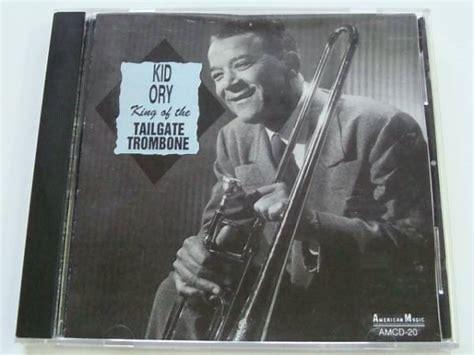 KID
ORY
King of the
TAILGATE
TROMBONE
AMERICAN MUSIC
AMCD-20